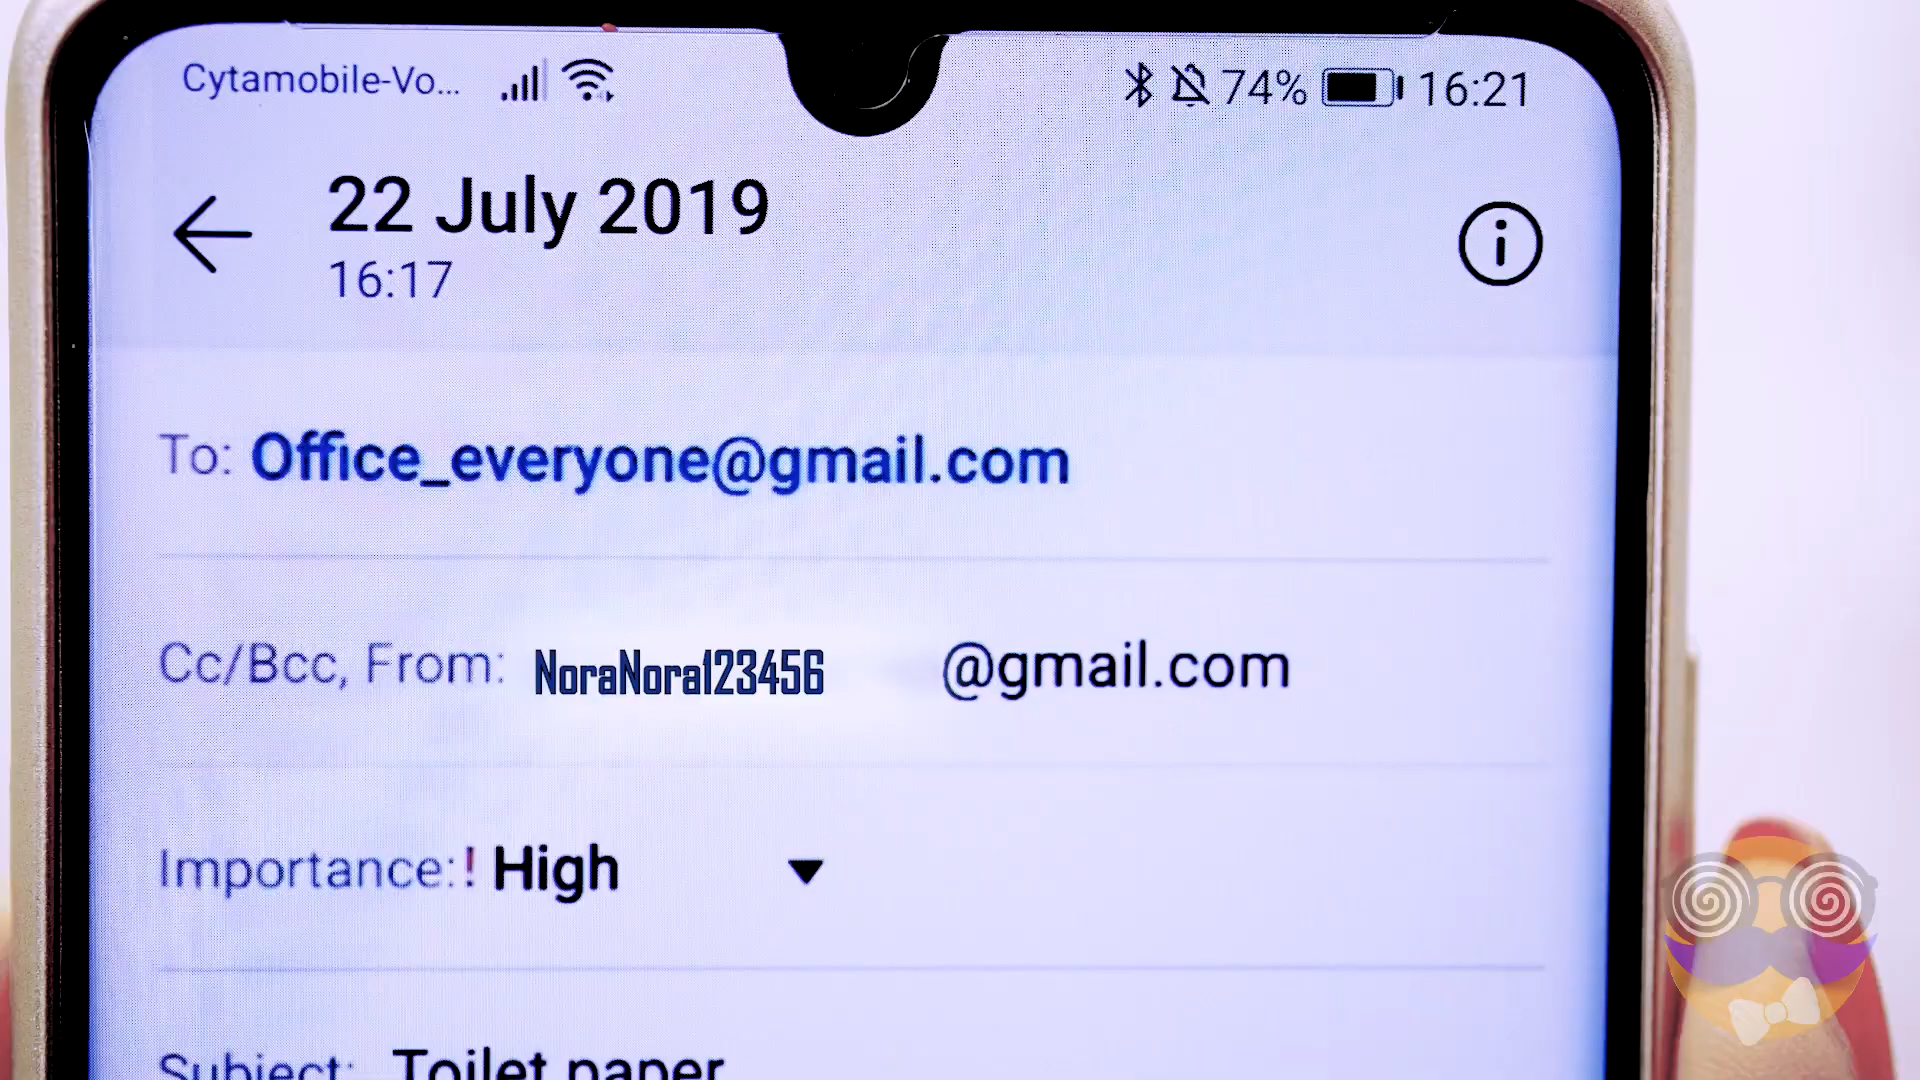 Cytamobile-Vo... 74% 16:21
22 July 2019
16:17
To: Office_everyone@gmail.com
Cc/Bcc, From: NoraNora123456 @gmail.com
Importance: ! High
Subject: Toilet paper